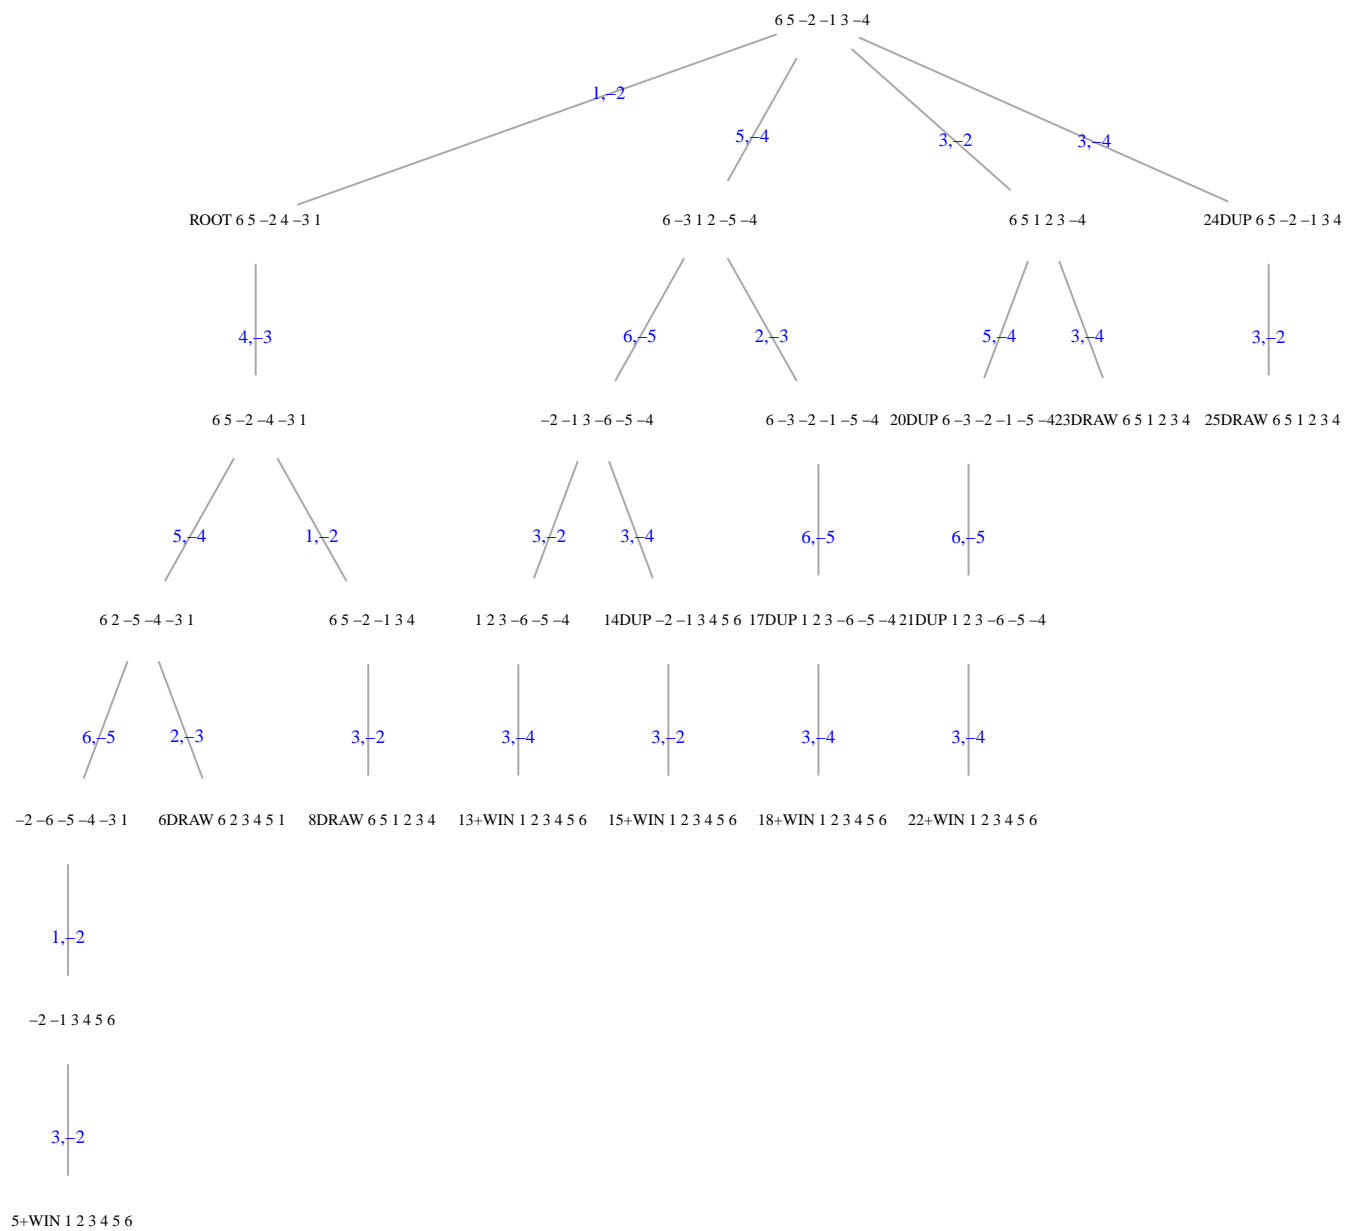 6 5 −2 −1 3 −4
1,−2
5,−4
3,−2
3,−4
ROOT 6 5 −2 4 −3 1
6 −3 1 2 −5 −4
6 5 1 2 3 −4
24DUP 6 5 −2 −1 3 4
4,−3
6,−5
2,−3
5,−4
3,−4
3,−2
6 5 −2 −4 −3 1
−2 −1 3 −6 −5 −4
6 −3 −2 −1 −5 −4
20DUP 6 −3 −2 −1 −5 −4
23DRAW 6 5 1 2 3 4
25DRAW 6 5 1 2 3 4
5,−4
1,−2
3,−2
3,−4
6,−5
6,−5
6 2 −5 −4 −3 1
6 5 −2 −1 3 4
1 2 3 −6 −5 −4
14DUP −2 −1 3 4 5 6
17DUP 1 2 3 −6 −5 −4
21DUP 1 2 3 −6 −5 −4
6,−5
2,−3
3,−2
3,−4
3,−2
3,−4
3,−4
−2 −6 −5 −4 −3 1
6DRAW 6 2 3 4 5 1
8DRAW 6 5 1 2 3 4
13+WIN 1 2 3 4 5 6
15+WIN 1 2 3 4 5 6
18+WIN 1 2 3 4 5 6
22+WIN 1 2 3 4 5 6
1,−2
−2 −1 3 4 5 6
3,−2
5+WIN 1 2 3 4 5 6